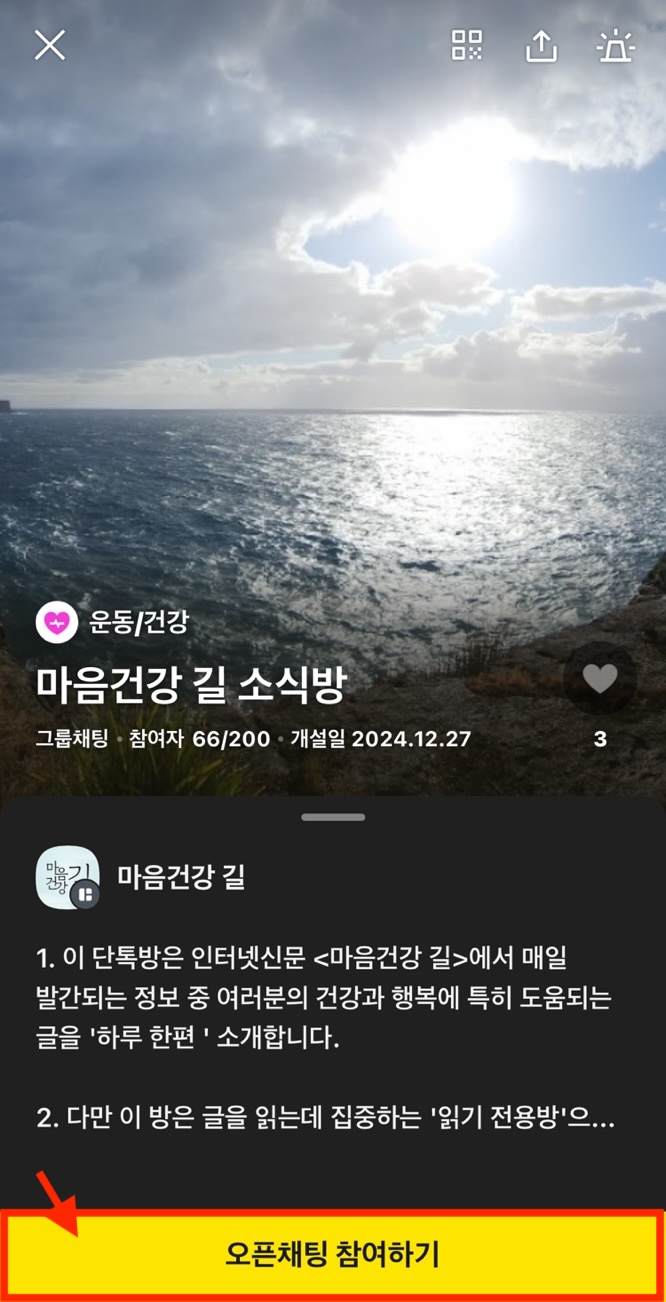 운동/건강
마음건강 길 소식방
그룹채팅 • 참여자 66/200 • 개설일 2024.12.27
3
마음
건강
길
마음건강 길
1. 이 단톡방은 인터넷신문 <마음건강 길>에서 매일
발간되는 정보 중 여러분의 건강과 행복에 특히 도움되는
글을 '하루 한편 ' 소개합니다.
2. 다만 이 방은 글을 읽는데 집중하는 '읽기 전용방'으...
오픈채팅 참여하기